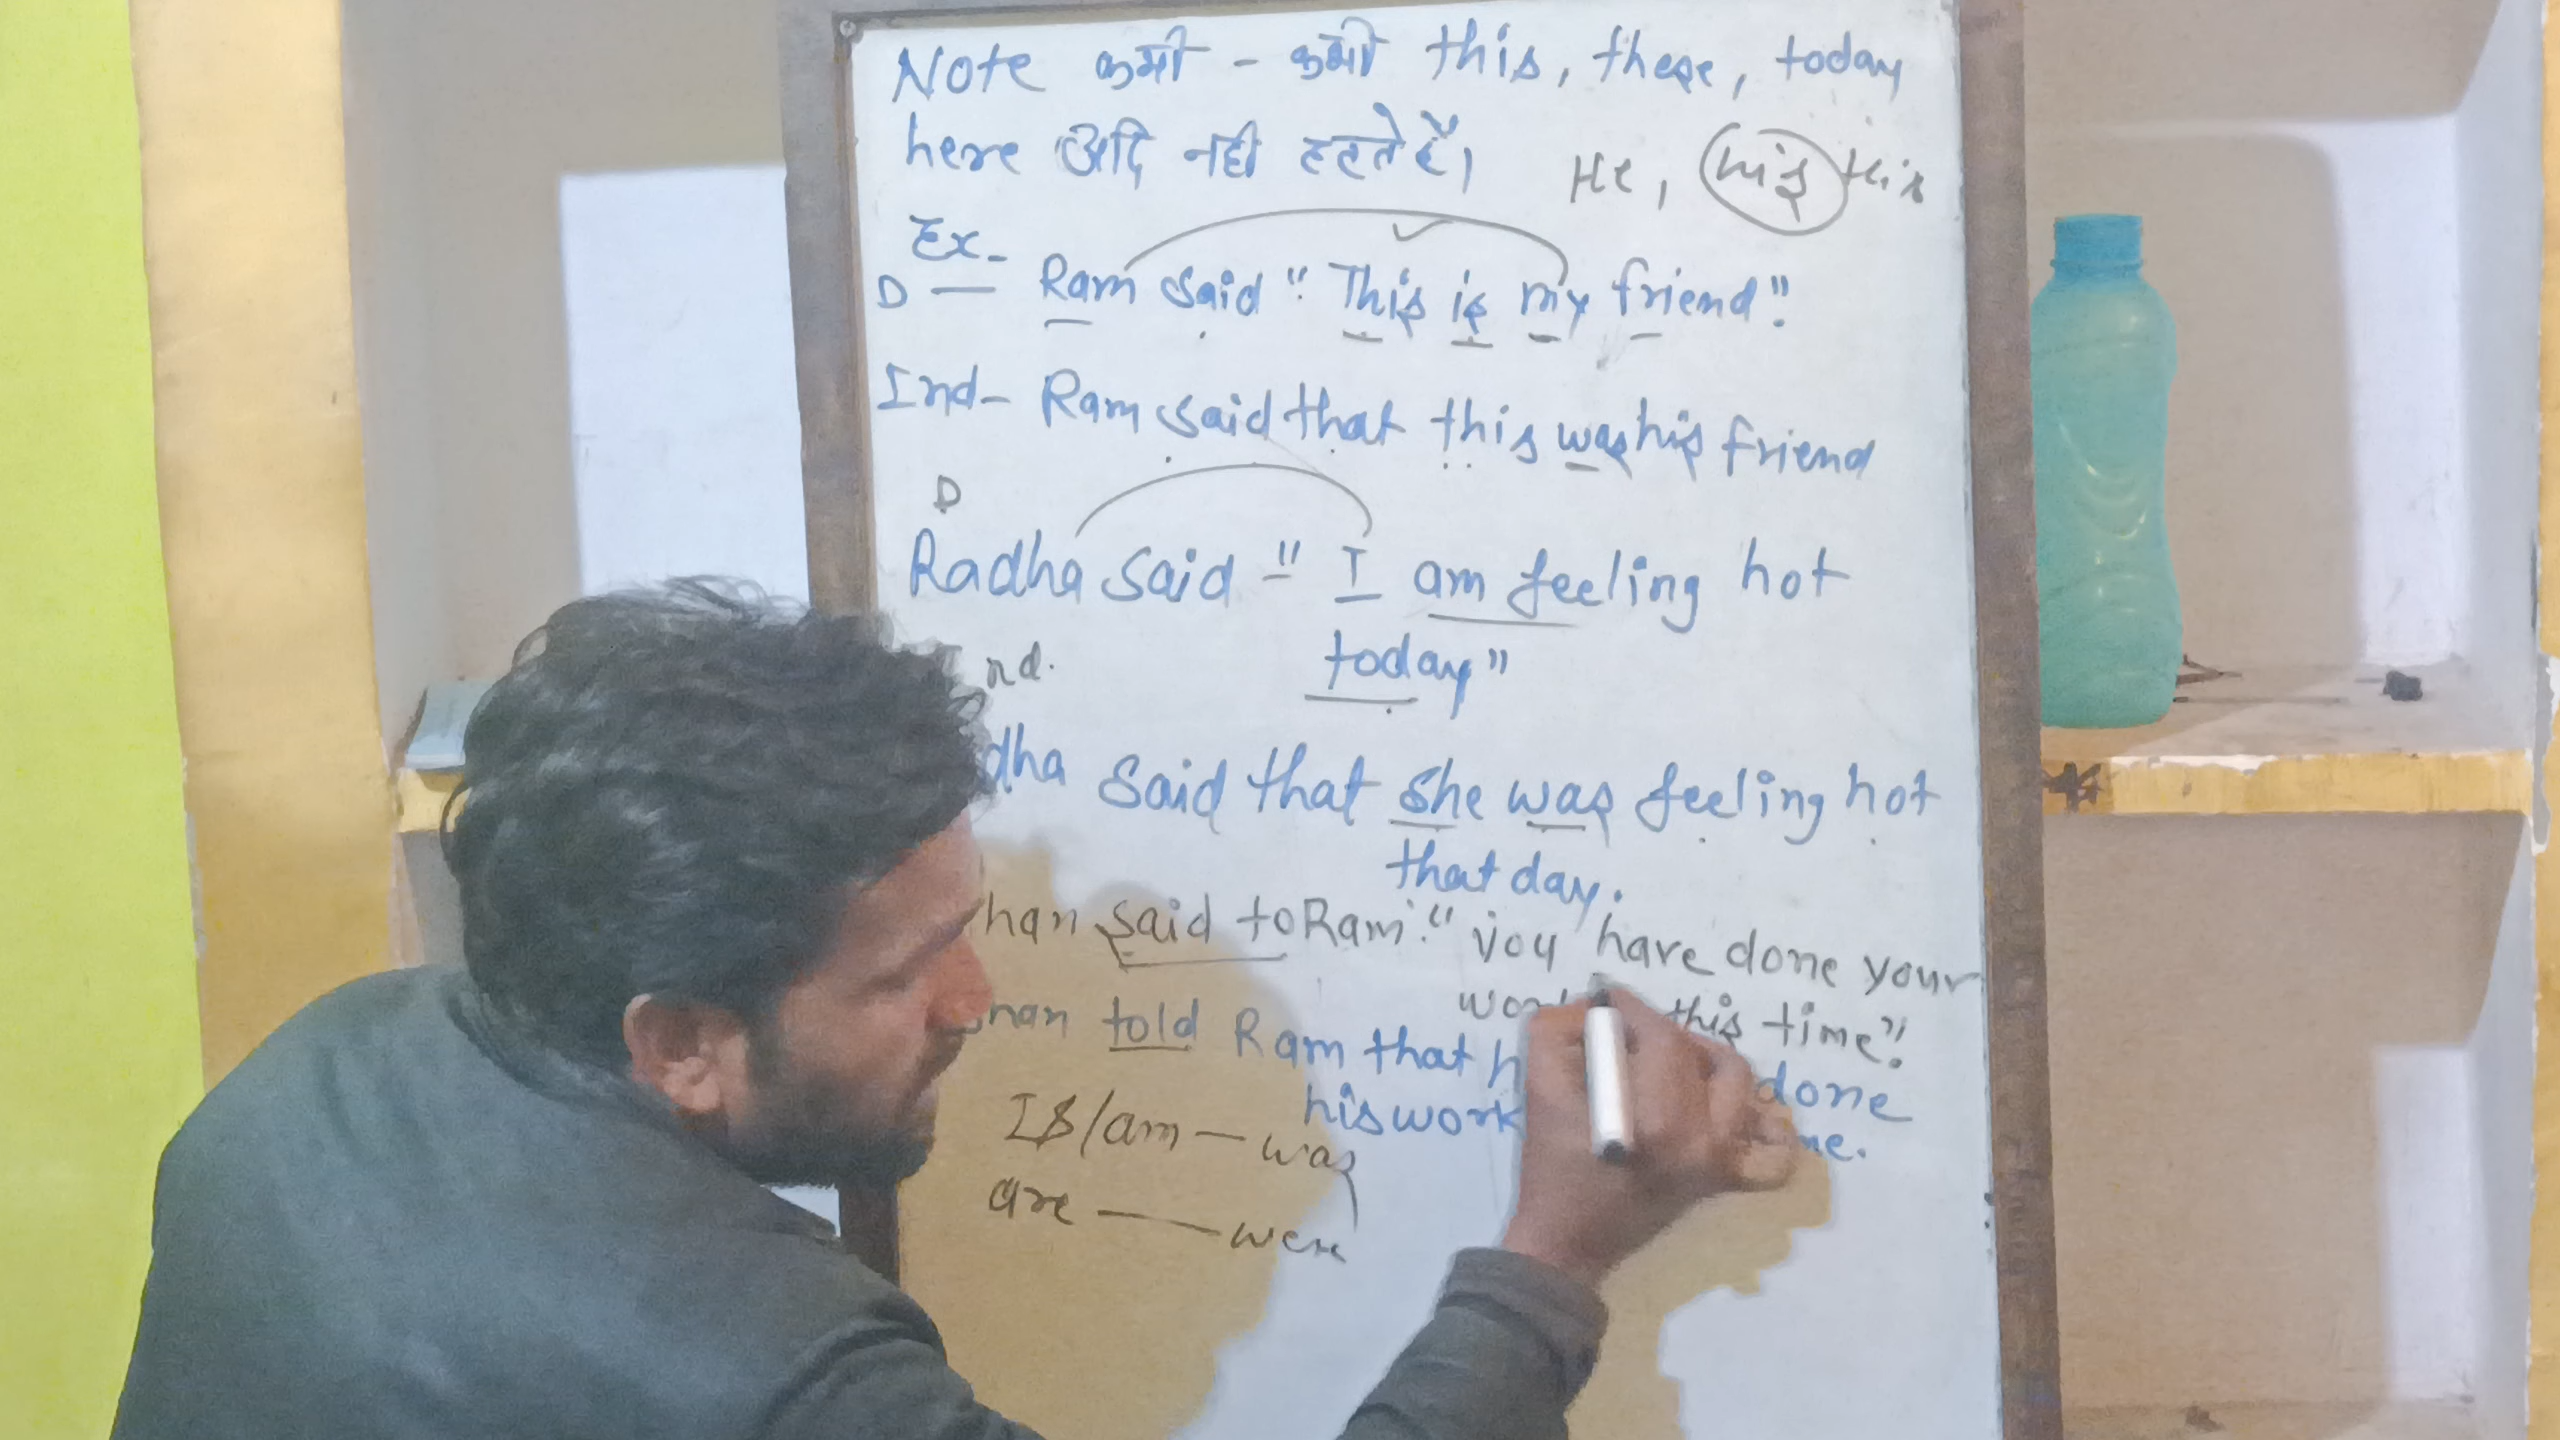 Note कभी - कभी this, these, today
here आदि नही हटते हैं।
He, his his
Ex-
D — Ram said "This is my friend".
Ind- Ram said that this was his friend
D
Radha said "I am feeling hot
today"
nd.
dha said that she was feeling hot
that day.
han said to Ram. "you have done your
this time".
told Ram that
done
his work
Is/am — was
are — were